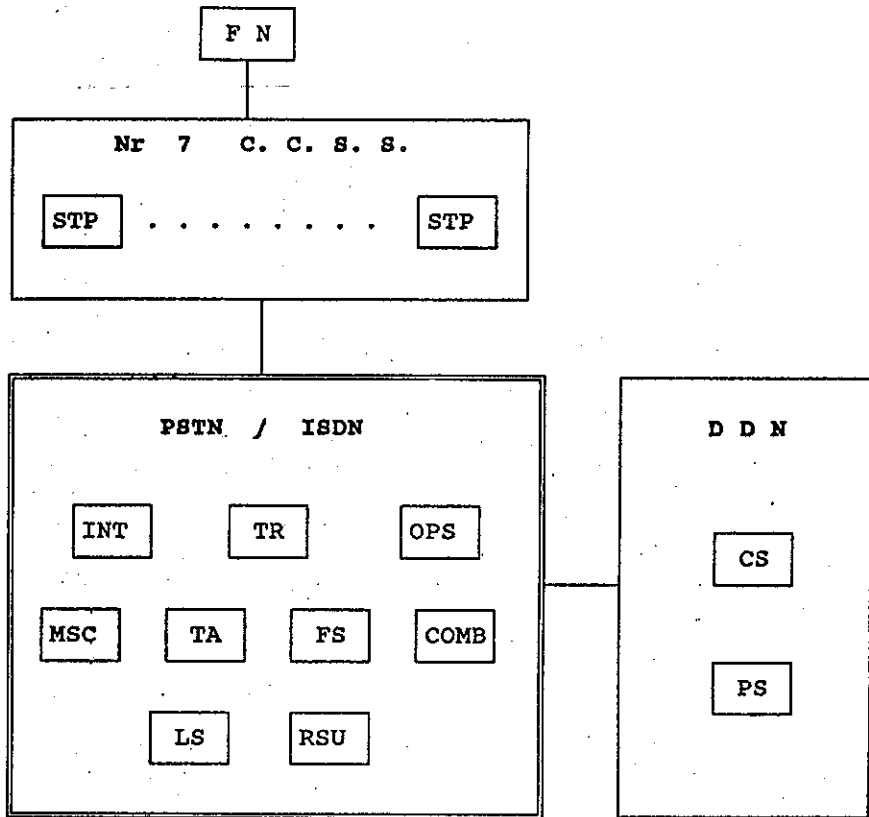 F N
Nr 7 C. C. S. S.
STP . . . . . . . . STP
PSTN / ISDN
INT TR OPS
MSC TA FS COMB
LS RSU
D D N
CS
PS